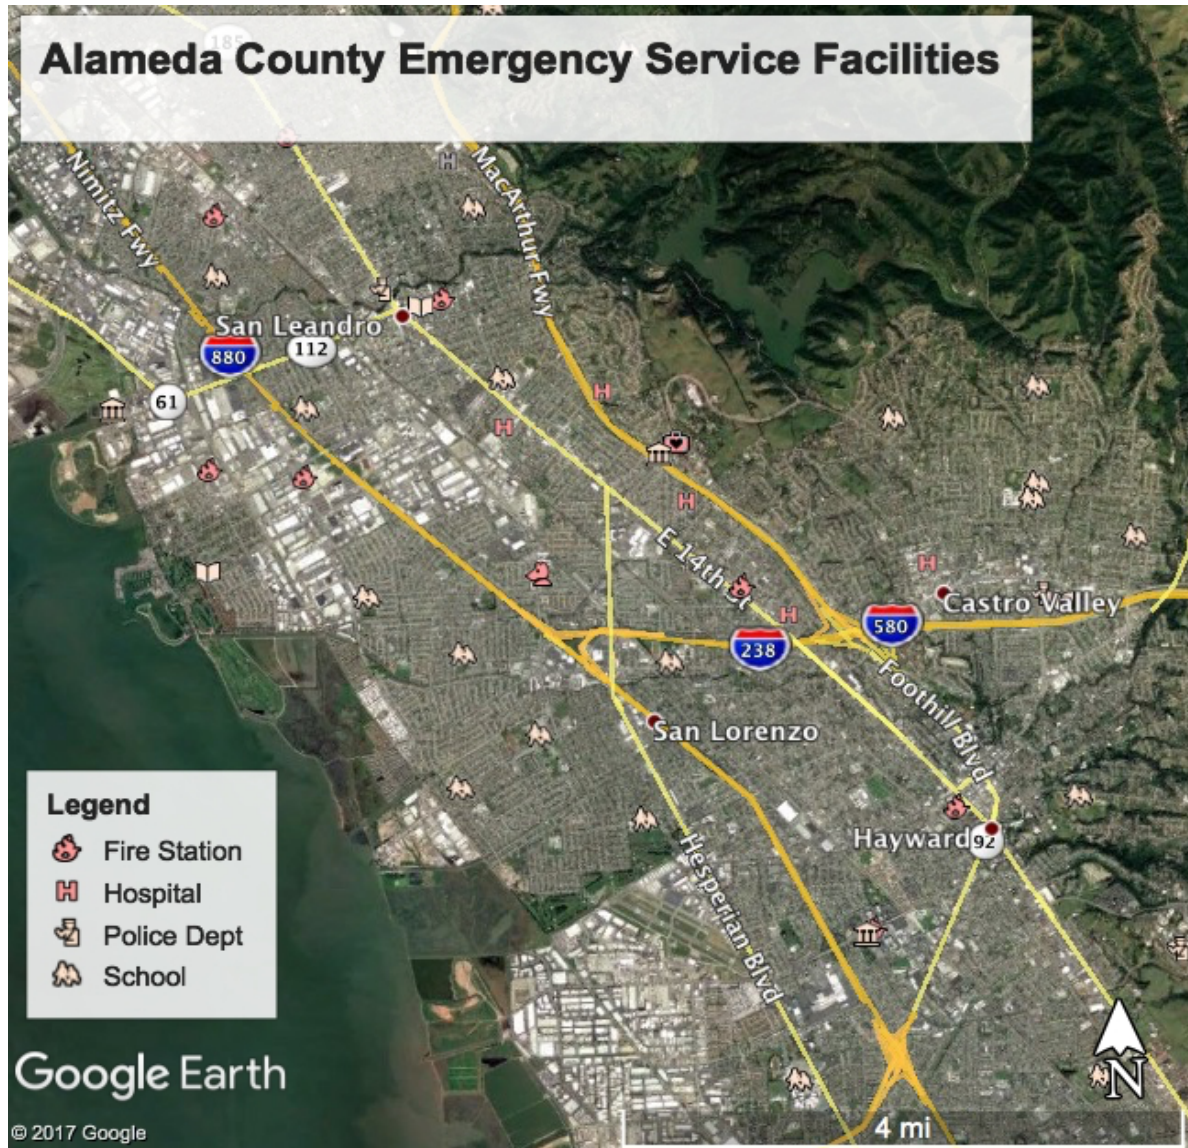 Alameda County Emergency Service Facilities
185
Nimitz Fwy
MacArthur Fwy
H
San Leandro
880
112
61
H
H
H
E 14th St
H
H
Castro Valley
580
238
Foothill Blvd
San Lorenzo
Hayward
92
Hesperian Blvd
Legend
Fire Station
H Hospital
Police Dept
School
N
Google Earth
4 mi
© 2017 Google